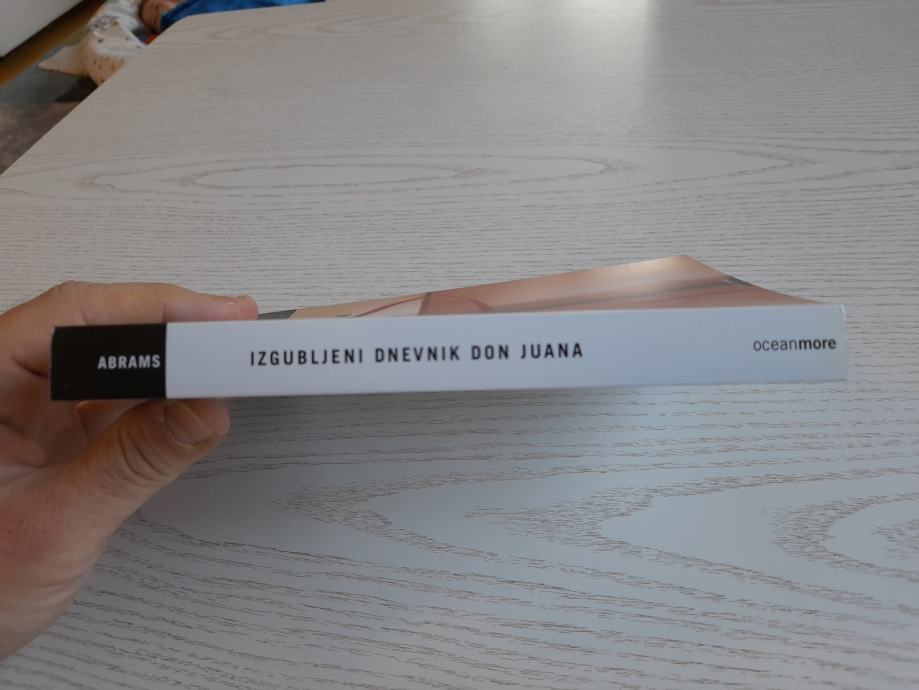 ABRAMS
IZGUBLJENI DNEVNIK DON JUANA
oceanmore